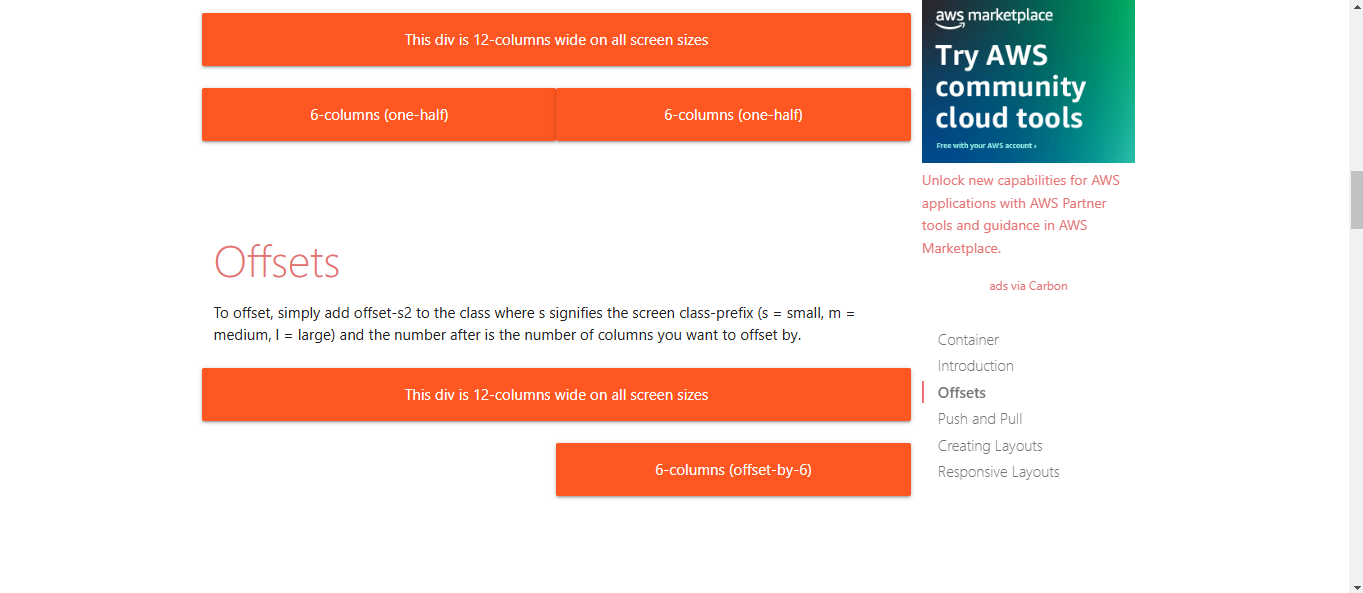 This div is 12-columns wide on all screen sizes
6-columns (one-half)
6-columns (one-half)
Offsets
To offset, simply add offset-s2 to the class where s signifies the screen class-prefix (s = small, m =
medium, l = large) and the number after is the number of columns you want to offset by.
This div is 12-columns wide on all screen sizes
6-columns (offset-by-6)
aws marketplace
Try AWS
community
cloud tools
Free with your AWS account ›
Unlock new capabilities for AWS
applications with AWS Partner
tools and guidance in AWS
Marketplace.
ads via Carbon
Container
Introduction
Offsets
Push and Pull
Creating Layouts
Responsive Layouts